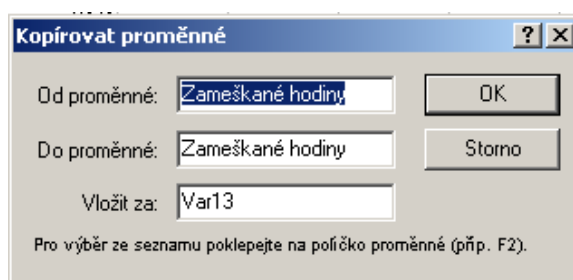 Kopírovat proměnné
Od proměnné: Zameškané hodiny OK
Do proměnné: Zameškané hodiny Storno
Vložit za: Var13
Pro výběr ze seznamu poklepejte na políčko proměnné (příp. F2).